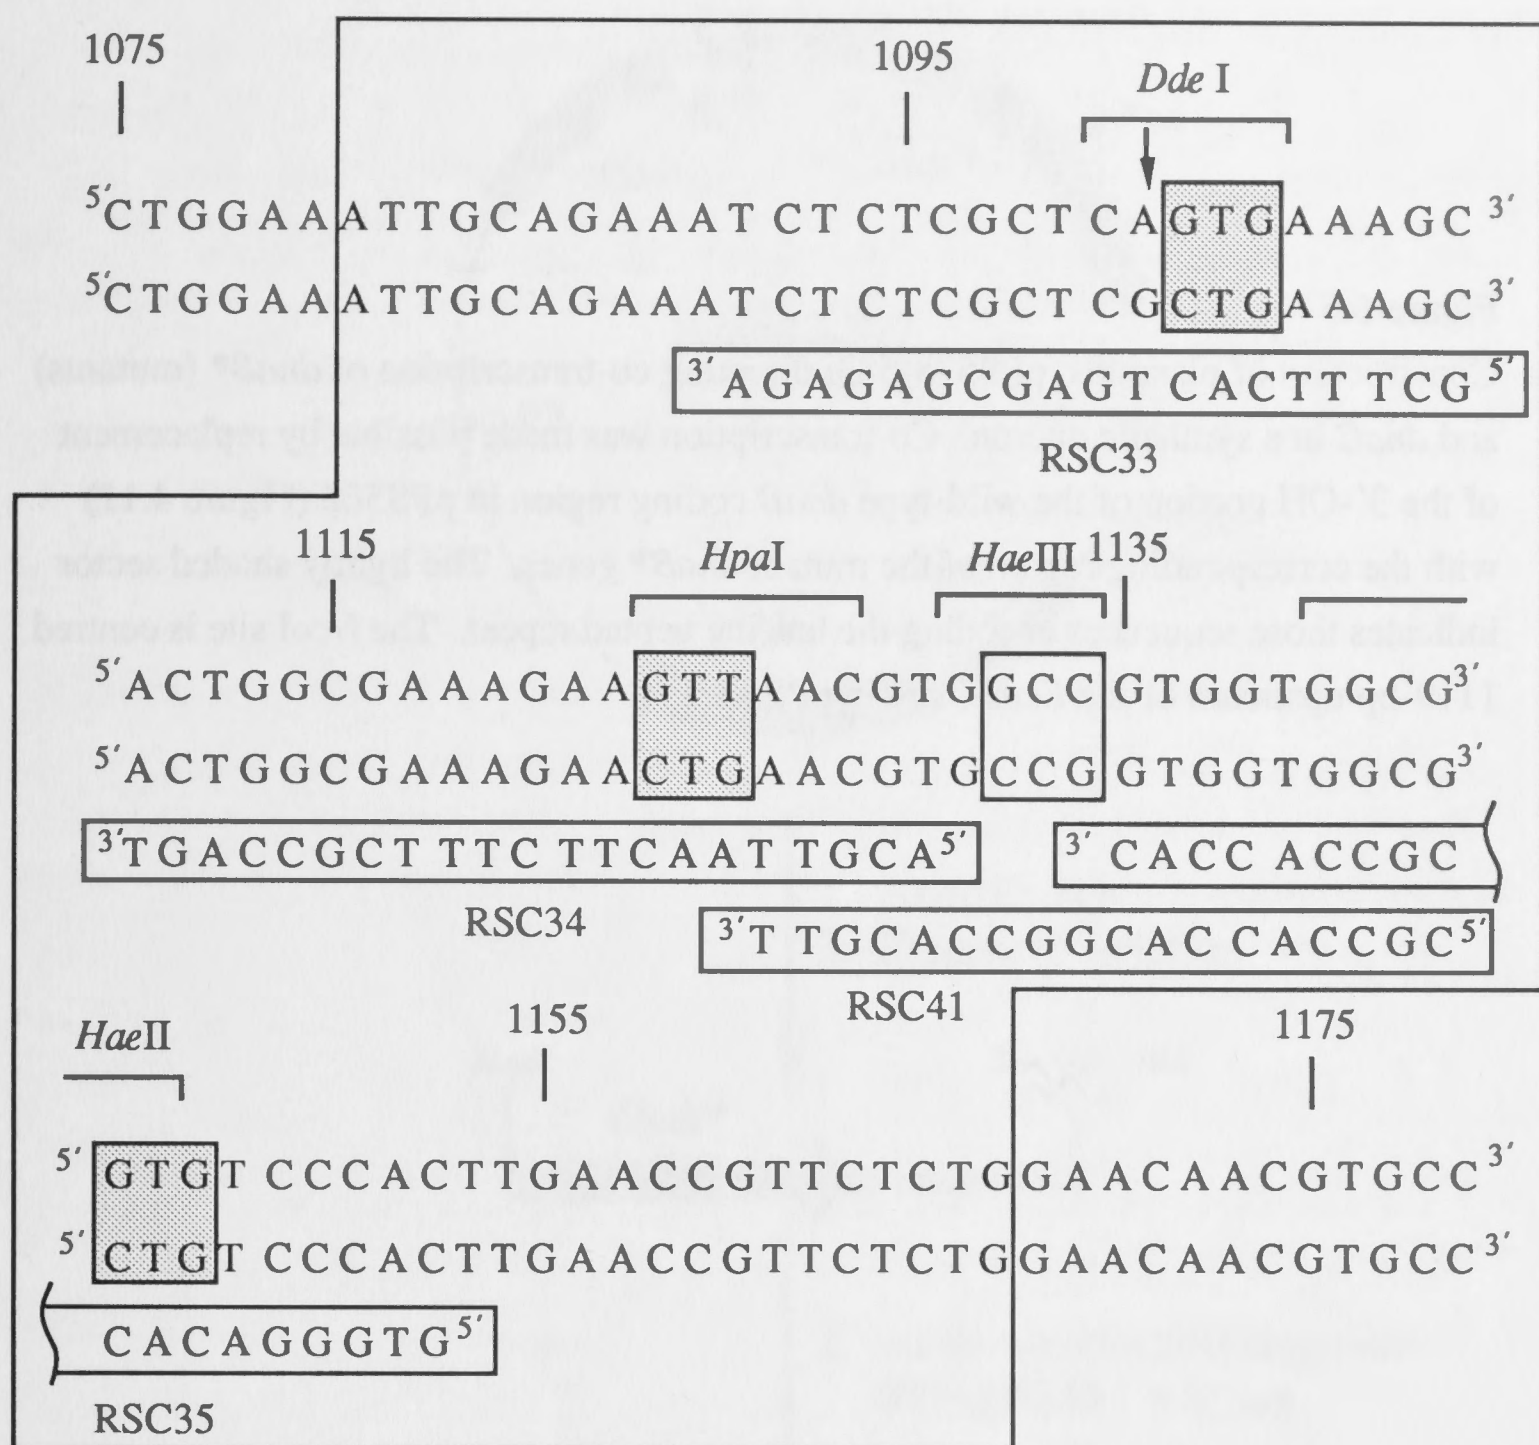 1075 1095 Dde I
5′CTGGAAATTGCAGAAATCTCTCGCTCAGTGAAAGC3′
5′CTGGAAATTGCAGAAATCTCTCGCTCGCTGAAAGC3′
3′AGAGAGCGAGTCACTTTCG5′
RSC33
1115 HpaI HaeIII 1135
5′ACTGGCGAAAGAAGTTAACGTGGCCGTGGTGGCG3′
5′ACTGGCGAAAGAACTGAACGTGCCGGTGGTGGCG3′
3′TGACCGCTTTCTTCAATTGCA5′ 3′CACCACCGC
RSC34 3′TTGCACCGGCACCACCGC5′
RSC41
HaeII 1155 1175
5′GTGTCCCACTTGAACCGTTCTCTGGAACAACGTGCC3′
5′CTGTCCCACTTGAACCGTTCTCTGGAACAACGTGCC3′
CACAGGGTG5′
RSC35